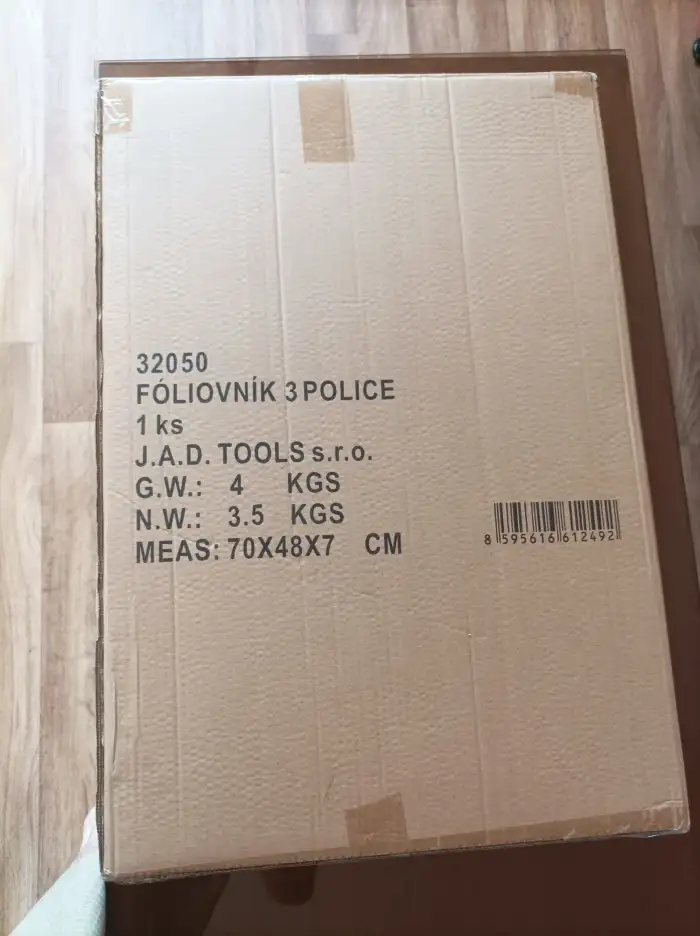 32050
FÓLIOVNÍK 3 POLICE
1 ks
J.A.D. TOOLS s.r.o.
G.W.: 4 KGS
N.W.: 3.5 KGS
MEAS: 70X48X7 CM
8 595616 612492